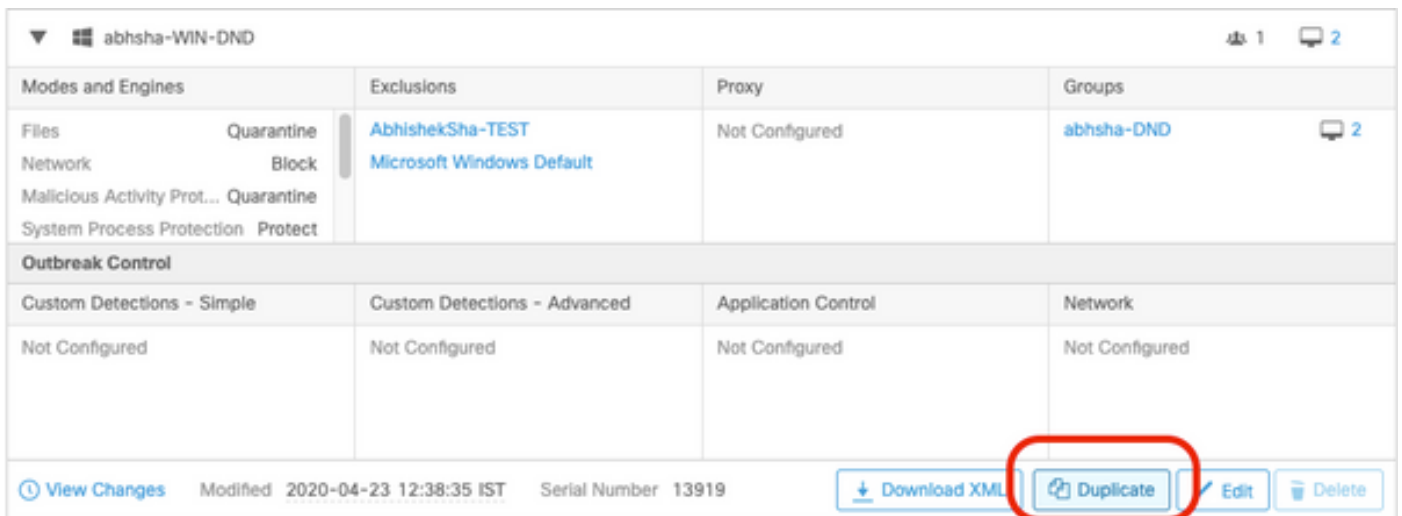 abhsha-WIN-DND 1 2
Modes and Engines Exclusions Proxy Groups
Files Quarantine AbhishekSha-TEST Not Configured abhsha-DND 2
Network Block Microsoft Windows Default
Malicious Activity Prot... Quarantine
System Process Protection Protect
Outbreak Control
Custom Detections - Simple Custom Detections - Advanced Application Control Network
Not Configured Not Configured Not Configured Not Configured
View Changes Modified 2020-04-23 12:38:35 IST Serial Number 13919 Download XML Duplicate Edit Delete